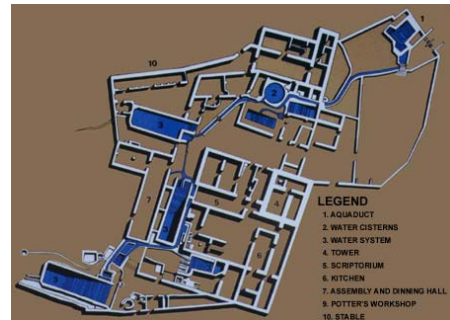 1
10
2
3
5
4
7
6
LEGEND
1. AQUADUCT
2. WATER CISTERNS
3. WATER SYSTEM
4. TOWER
5. SCRIPTORIUM
6. KITCHEN
7. ASSEMBLY AND DINNING HALL
9. POTTER'S WORKSHOP
10. STABLE